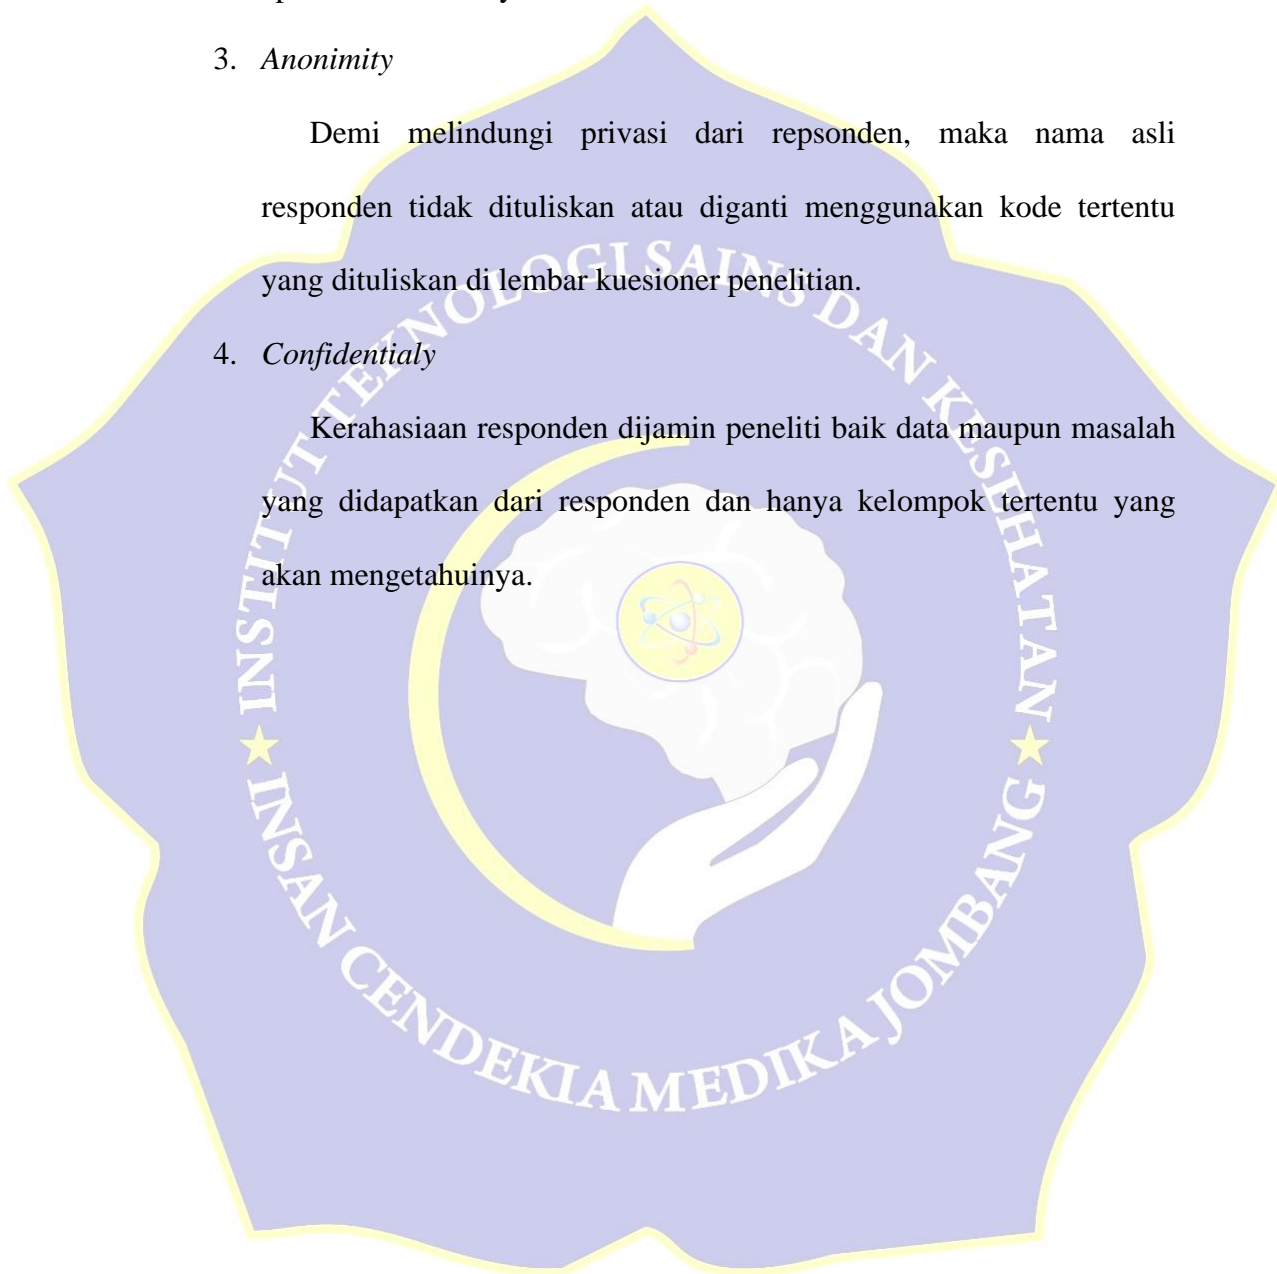 3. Anonimity
Demi melindungi privasi dari repsonden, maka nama asli
responden tidak dituliskan atau diganti menggunakan kode tertentu
yang dituliskan di lembar kuesioner penelitian.
4. Confidentialy
Kerahasiaan responden dijamin peneliti baik data maupun masalah
yang didapatkan dari responden dan hanya kelompok tertentu yang
akan mengetahuinya.
INSTITUT TEKNOLOGI SAINS DAN KESEHATAN
INSAN CENDEKIA MEDIKA JOMBANG